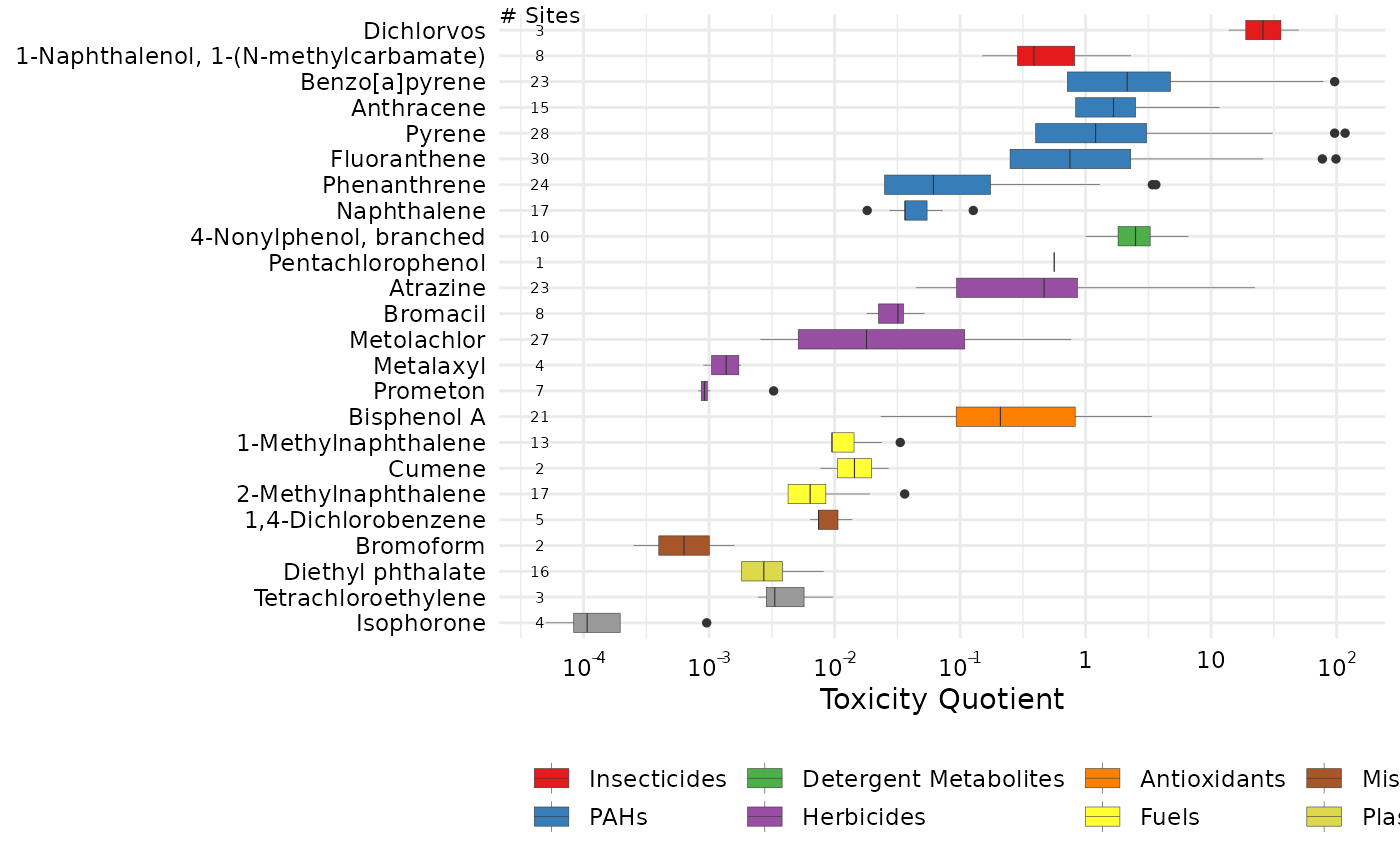 # Sites
Dichlorvos 3
1-Naphthalenol, 1-(N-methylcarbamate) 8
Benzo[a]pyrene 23
Anthracene 15
Pyrene 28
Fluoranthene 30
Phenanthrene 24
Naphthalene 17
4-Nonylphenol, branched 10
Pentachlorophenol 1
Atrazine 23
Bromacil 8
Metolachlor 27
Metalaxyl 4
Prometon 7
Bisphenol A 21
1-Methylnaphthalene 13
Cumene 2
2-Methylnaphthalene 17
1,4-Dichlorobenzene 5
Bromoform 2
Diethyl phthalate 16
Tetrachloroethylene 3
Isophorone 4
10⁻⁴ 10⁻³ 10⁻² 10⁻¹ 1 10 10²
Toxicity Quotient
Insecticides Detergent Metabolites Antioxidants Mis
PAHs Herbicides Fuels Plas